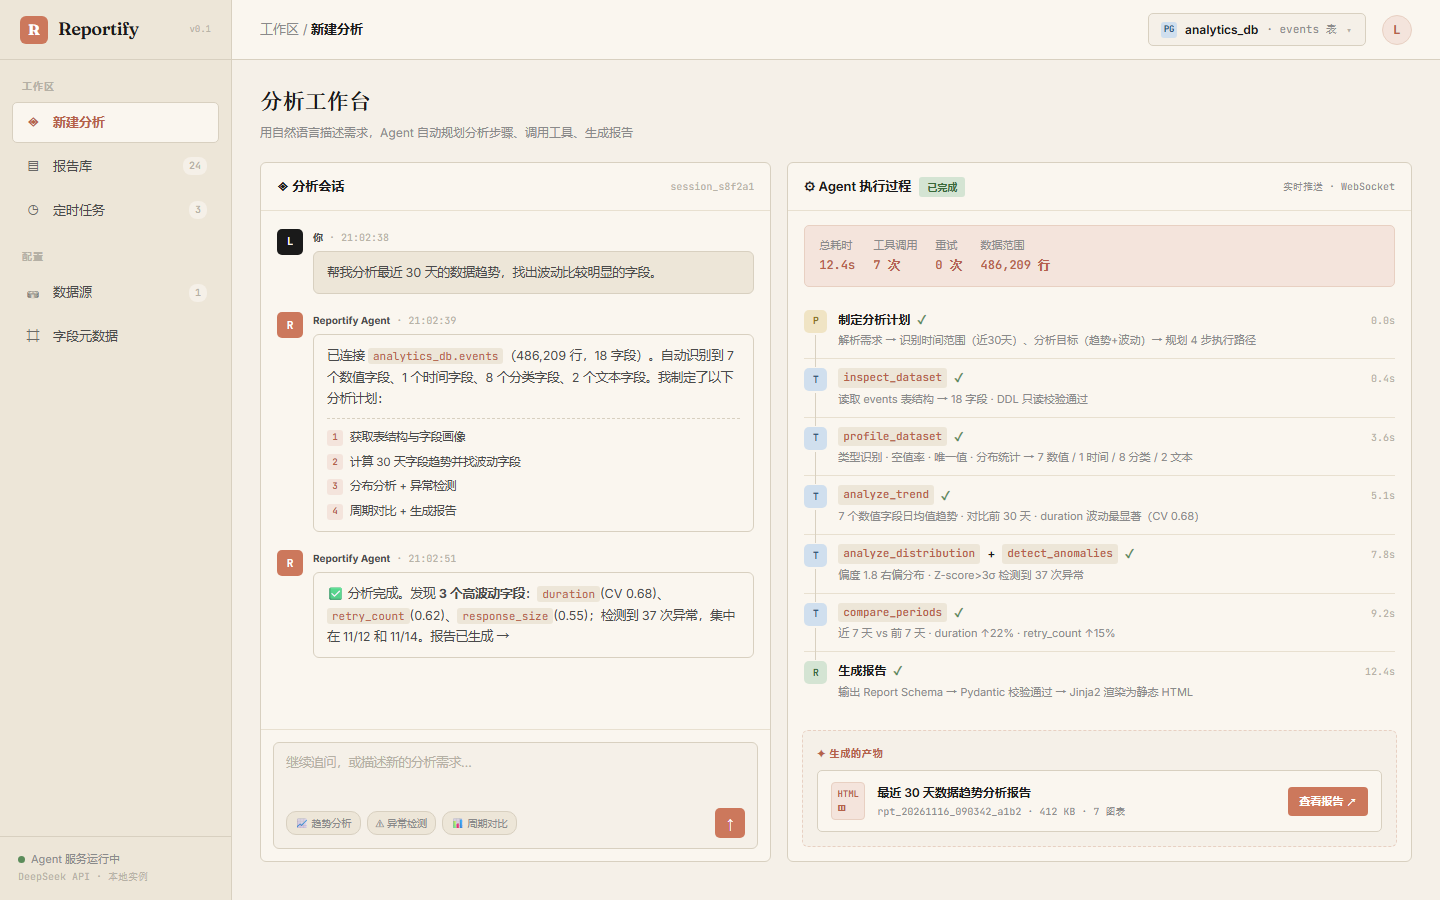 R Reportify v0.1
工作区
◈ 新建分析
▤ 报告库 24
◷ 定时任务 3
配置
数据源 1
字段元数据
Agent 服务运行中
DeepSeek API · 本地实例
工作区 / 新建分析
PG analytics_db · events 表 ▾
L
分析工作台
用自然语言描述需求，Agent 自动规划分析步骤、调用工具、生成报告
◈ 分析会话 session_s8f2a1
L 你 · 21:02:38
帮我分析最近 30 天的数据趋势，找出波动比较明显的字段。
R Reportify Agent · 21:02:39
已连接 analytics_db.events（486,209 行，18 字段）。自动识别到 7
个数值字段、1 个时间字段、8 个分类字段、2 个文本字段。我制定了以下
分析计划：
1 获取表结构与字段画像
2 计算 30 天字段趋势并找波动字段
3 分布分析 + 异常检测
4 周期对比 + 生成报告
R Reportify Agent · 21:02:51
✅ 分析完成。发现 3 个高波动字段：duration(CV 0.68)、
retry_count(0.62)、response_size(0.55)；检测到 37 次异常，集中
在 11/12 和 11/14。报告已生成 →
继续追问，或描述新的分析需求...
📈 趋势分析
⚠ 异常检测
📊 周期对比
↑
⚙ Agent 执行过程 已完成 实时推送 · WebSocket
总耗时 工具调用 重试 数据范围
12.4s 7 次 0 次 486,209 行
P 制定分析计划 ✓ 0.0s
解析需求 → 识别时间范围（近30天）、分析目标（趋势+波动）→ 规划 4 步执行路径
T inspect_dataset ✓ 0.4s
读取 events 表结构 → 18 字段 · DDL 只读校验通过
T profile_dataset ✓ 3.6s
类型识别 · 空值率 · 唯一值 · 分布统计 → 7 数值 / 1 时间 / 8 分类 / 2 文本
T analyze_trend ✓ 5.1s
7 个数值字段日均值趋势 · 对比前 30 天 · duration 波动最显著（CV 0.68）
T analyze_distribution + detect_anomalies ✓ 7.8s
偏度 1.8 右偏分布 · Z-score>3σ 检测到 37 次异常
T compare_periods ✓ 9.2s
近 7 天 vs 前 7 天 · duration ↑22% · retry_count ↑15%
R 生成报告 ✓ 12.4s
输出 Report Schema → Pydantic 校验通过 → Jinja2 渲染为静态 HTML
✦ 生成的产物
HTML
最近 30 天数据趋势分析报告
rpt_20261116_090342_a1b2 · 412 KB · 7 图表
查看报告 ↗